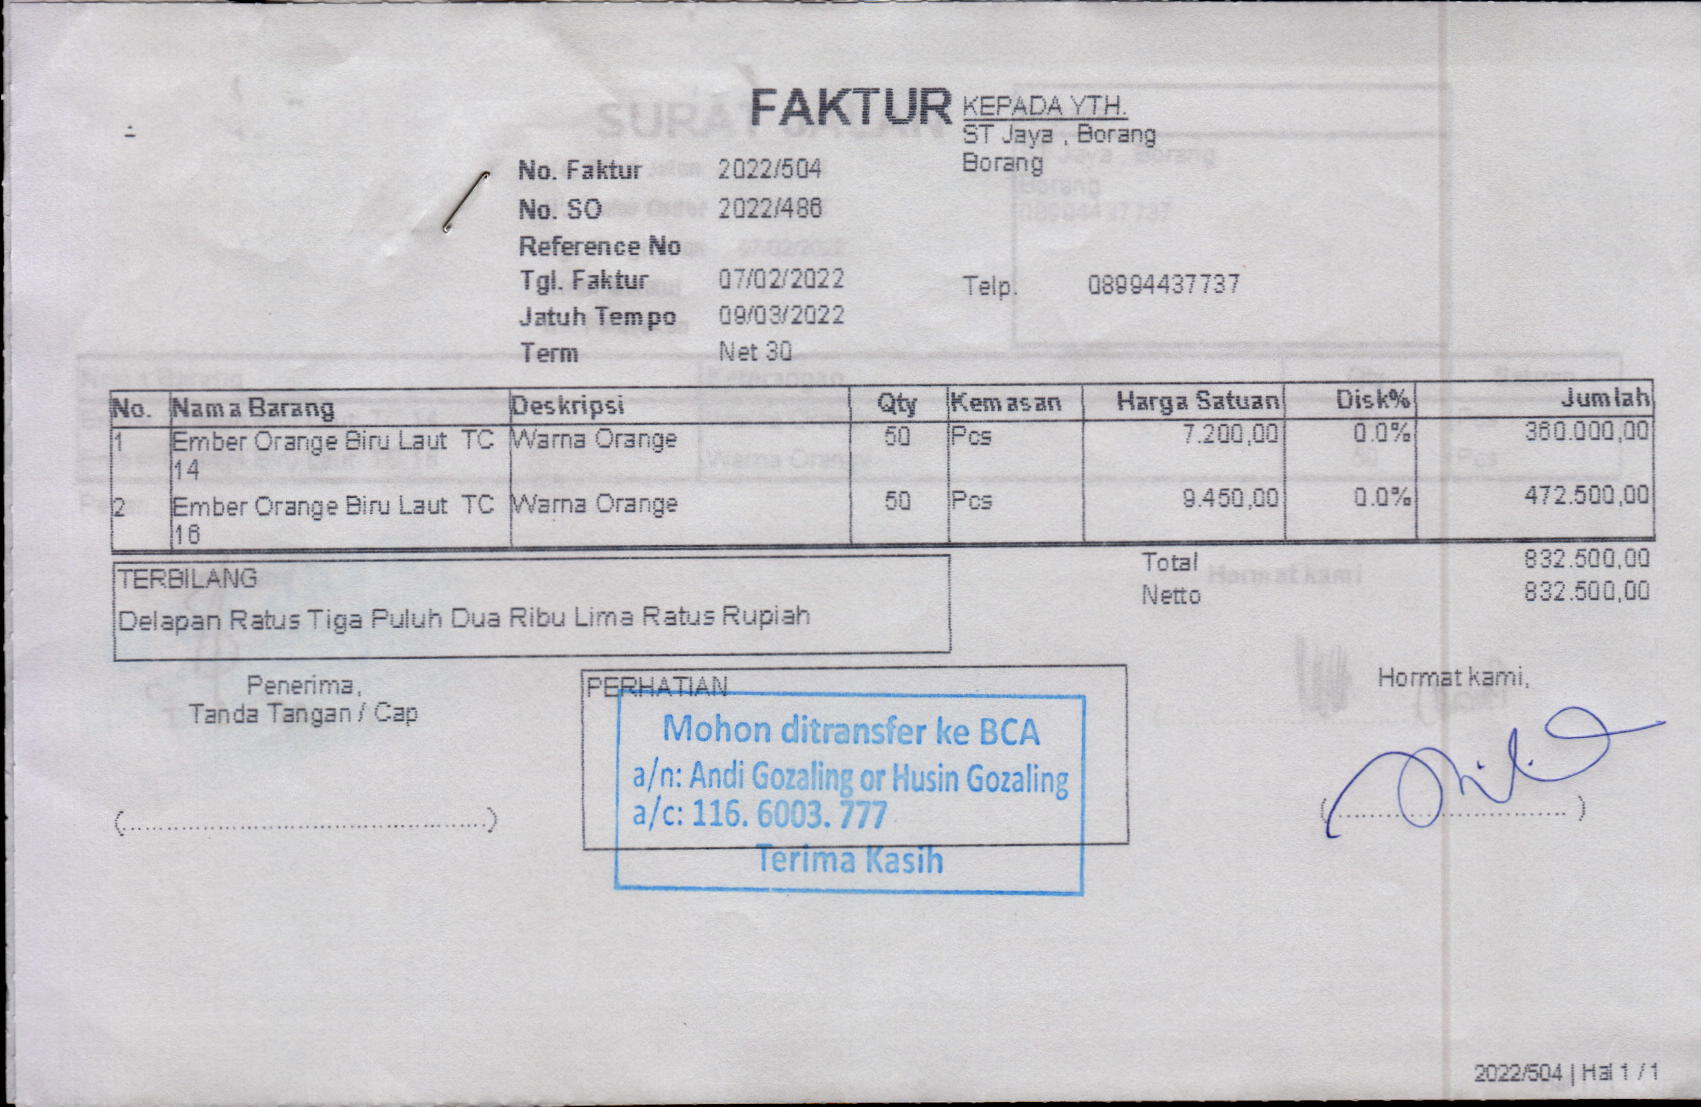 FAKTUR
KEPADA YTH.
ST Jaya , Borang
Borang
No. Faktur 2022/504
No. SO 2022/486
Reference No
Tgl. Faktur 07/02/2022
Telp. 08994437737
Jatuh Tempo 09/03/2022
Term Net 30
No. Nama Barang Deskripsi Qty Kemasan Harga Satuan Disk% Jumlah
1 Ember Orange Biru Laut TC Warna Orange 50 Pcs 7.200,00 0.0% 360.000,00
14
2 Ember Orange Biru Laut TC Warna Orange 50 Pcs 9.450,00 0.0% 472.500,00
16
Total 832.500,00
Netto 832.500,00
TERBILANG
Delapan Ratus Tiga Puluh Dua Ribu Lima Ratus Rupiah
Penerima,
Tanda Tangan / Cap
PERHATIAN
Mohon ditransfer ke BCA
a/n: Andi Gozaling or Husin Gozaling
a/c: 116. 6003. 777
Terima Kasih
Hormat kami,
2022/504 | Hal 1 / 1